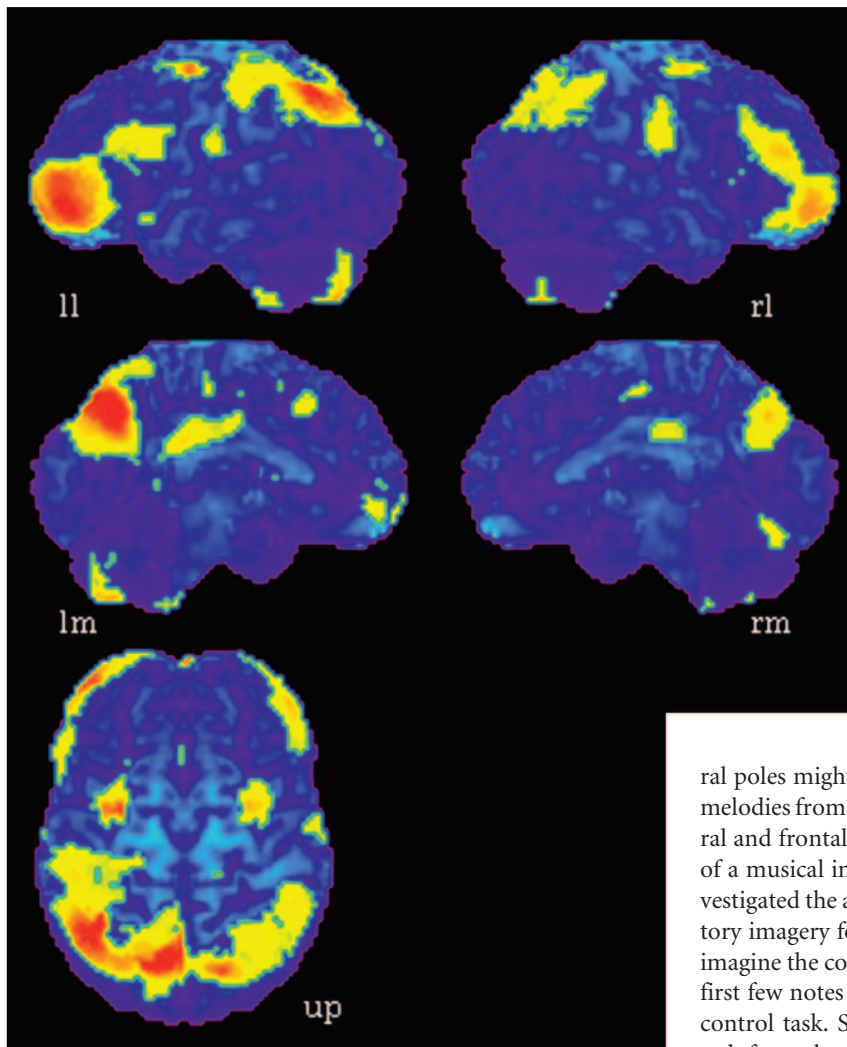 ll
rl
lm
rm
up
ral poles might
melodies from
ral and frontal
of a musical in
vestigated the a
tory imagery fo
imagine the co
first few notes
control task. S